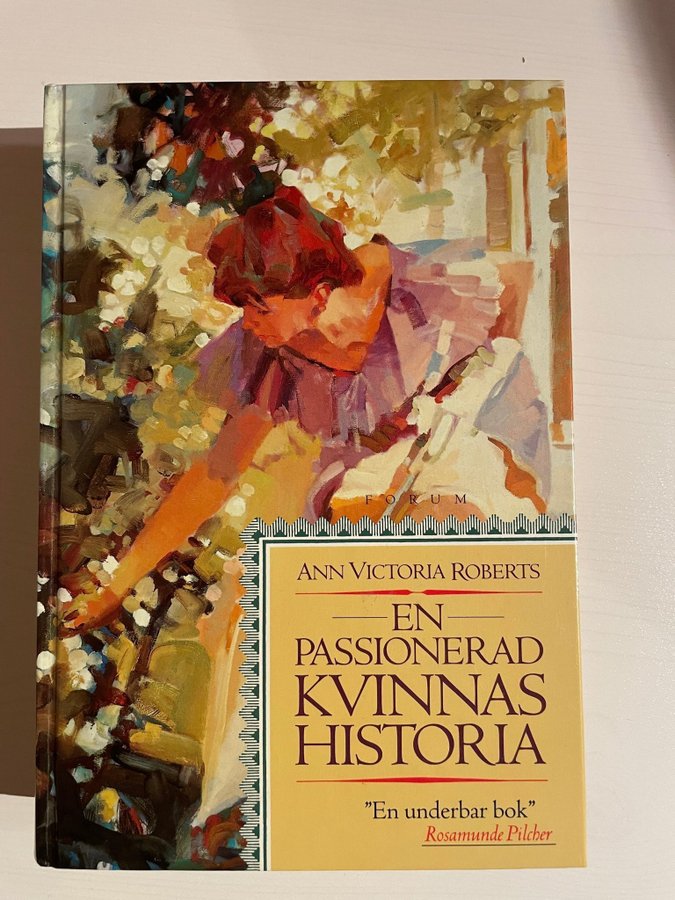 FORUM
ANN VICTORIA ROBERTS
EN
PASSIONERAD
KVINNAS
HISTORIA
"En underbar bok"
Rosamunde Pilcher